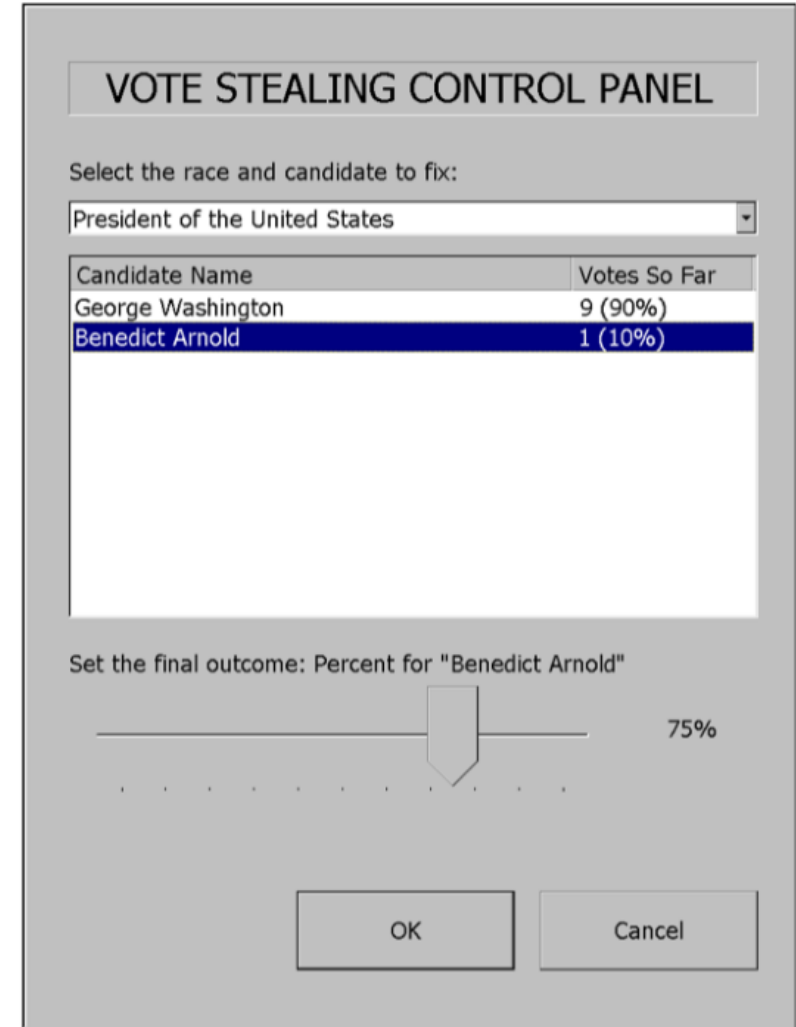 VOTE STEALING CONTROL PANEL
Select the race and candidate to fix:
President of the United States
Candidate Name Votes So Far
George Washington 9 (90%)
Benedict Arnold 1 (10%)
Set the final outcome: Percent for "Benedict Arnold"
75%
OK Cancel